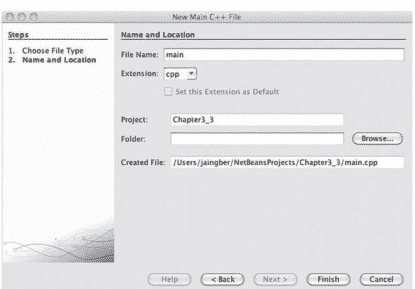 New Main C++ File
Steps
1. Choose File Type
2. Name and Location
Name and Location
File Name: main
Extension: cpp
Set this Extension as Default
Project: Chapter3_3
Folder:
Browse...
Created File: /Users/jaingber/NetBeansProjects/Chapter3_3/main.cpp
Help
< Back
Next >
Finish
Cancel